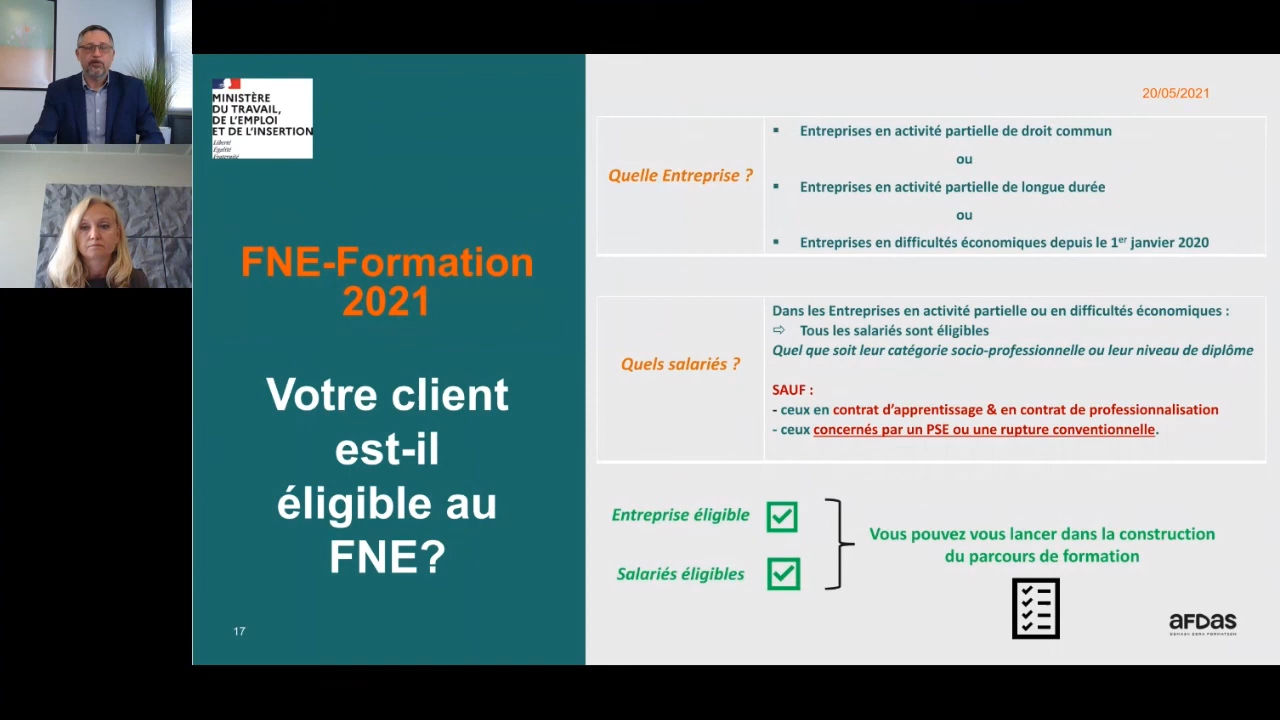 MINISTÈRE
DU TRAVAIL,
DE L'EMPLOI
ET DE L'INSERTION
Liberté
Égalité
Fraternité
FNE-Formation
2021
Votre client
est-il
éligible au
FNE?
17
20/05/2021
Quelle Entreprise ?
▪ Entreprises en activité partielle de droit commun
ou
▪ Entreprises en activité partielle de longue durée
ou
▪ Entreprises en difficultés économiques depuis le 1er janvier 2020
Quels salariés ?
Dans les Entreprises en activité partielle ou en difficultés économiques :
⇨ Tous les salariés sont éligibles
Quel que soit leur catégorie socio-professionnelle ou leur niveau de diplôme
SAUF :
- ceux en contrat d'apprentissage & en contrat de professionnalisation
- ceux concernés par un PSE ou une rupture conventionnelle.
Entreprise éligible
Salariés éligibles
Vous pouvez vous lancer dans la construction
du parcours de formation
afdas